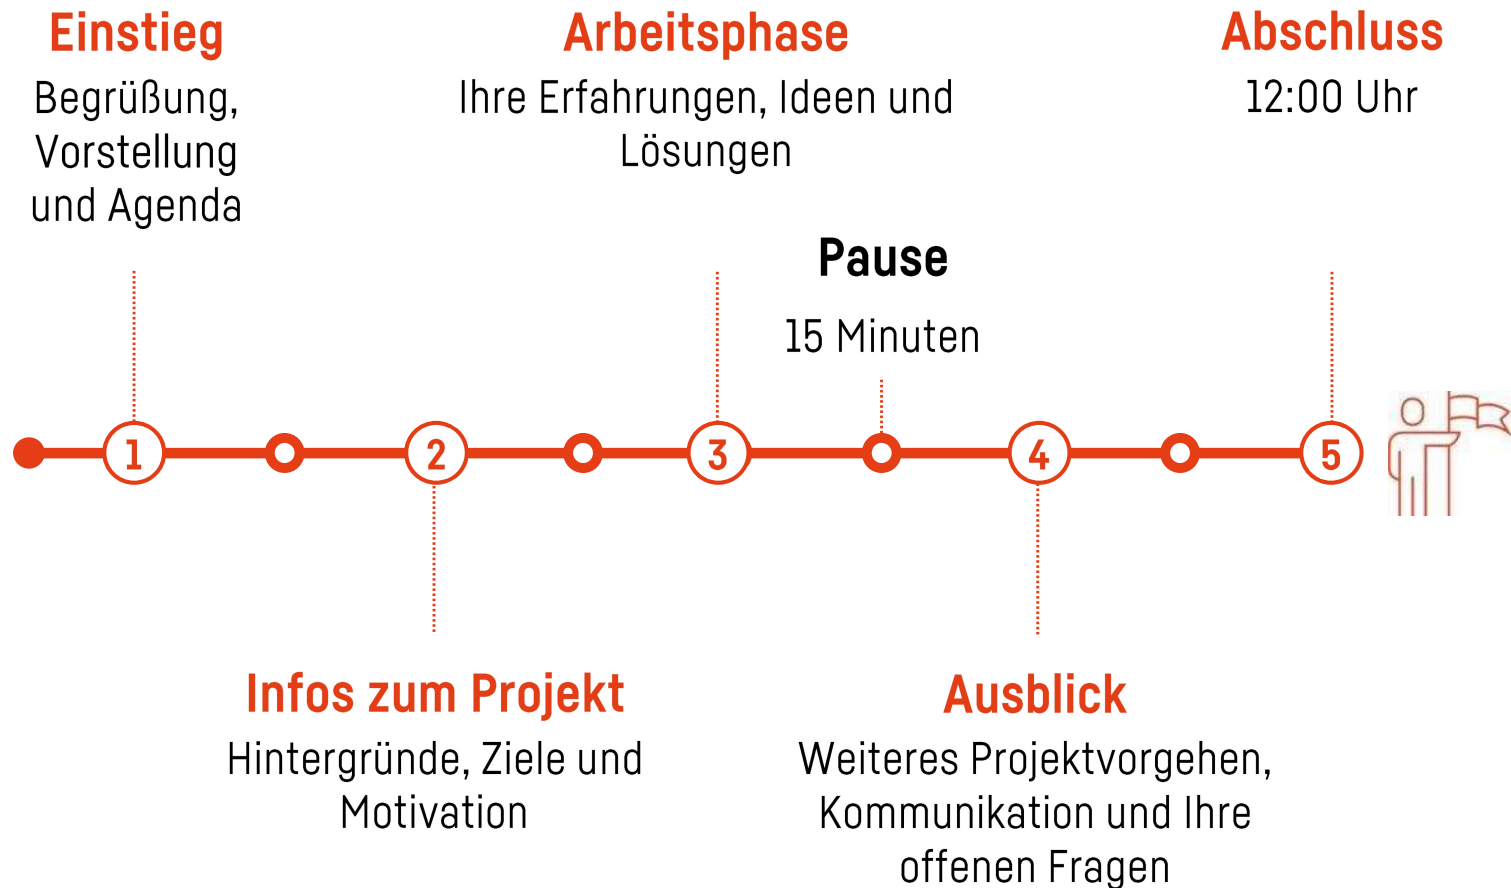 Einstieg
Begrüßung,
Vorstellung
und Agenda
Arbeitsphase
Ihre Erfahrungen, Ideen und
Lösungen
Abschluss
12:00 Uhr
Pause
15 Minuten
1
2
3
4
5
Infos zum Projekt
Hintergründe, Ziele und
Motivation
Ausblick
Weiteres Projektvorgehen,
Kommunikation und Ihre
offenen Fragen